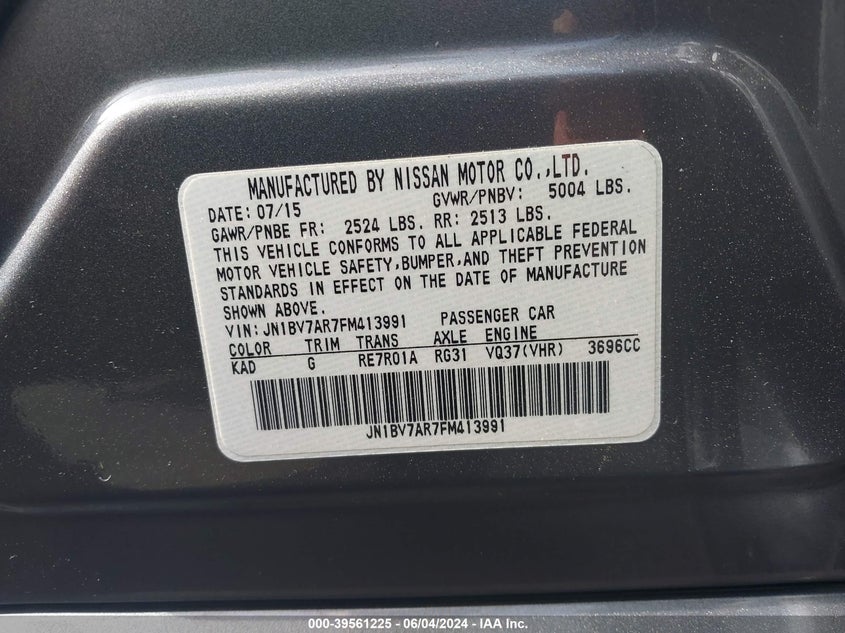 MANUFACTURED BY NISSAN MOTOR CO.,LTD.
DATE: 07/15 GVWR/PNBV: 5004 LBS.
GAWR/PNBE FR: 2524 LBS. RR: 2513 LBS.
THIS VEHICLE CONFORMS TO ALL APPLICABLE FEDERAL
MOTOR VEHICLE SAFETY,BUMPER,AND THEFT PREVENTION
STANDARDS IN EFFECT ON THE DATE OF MANUFACTURE
SHOWN ABOVE.
VIN:JN1BV7AR7FM413991 PASSENGER CAR
COLOR TRIM TRANS AXLE ENGINE
KAD G RE7R01A RG31 VQ37(VHR) 3696CC
JN1BV7AR7FM413991
000-39561225 - 06/04/2024 - IAA Inc.